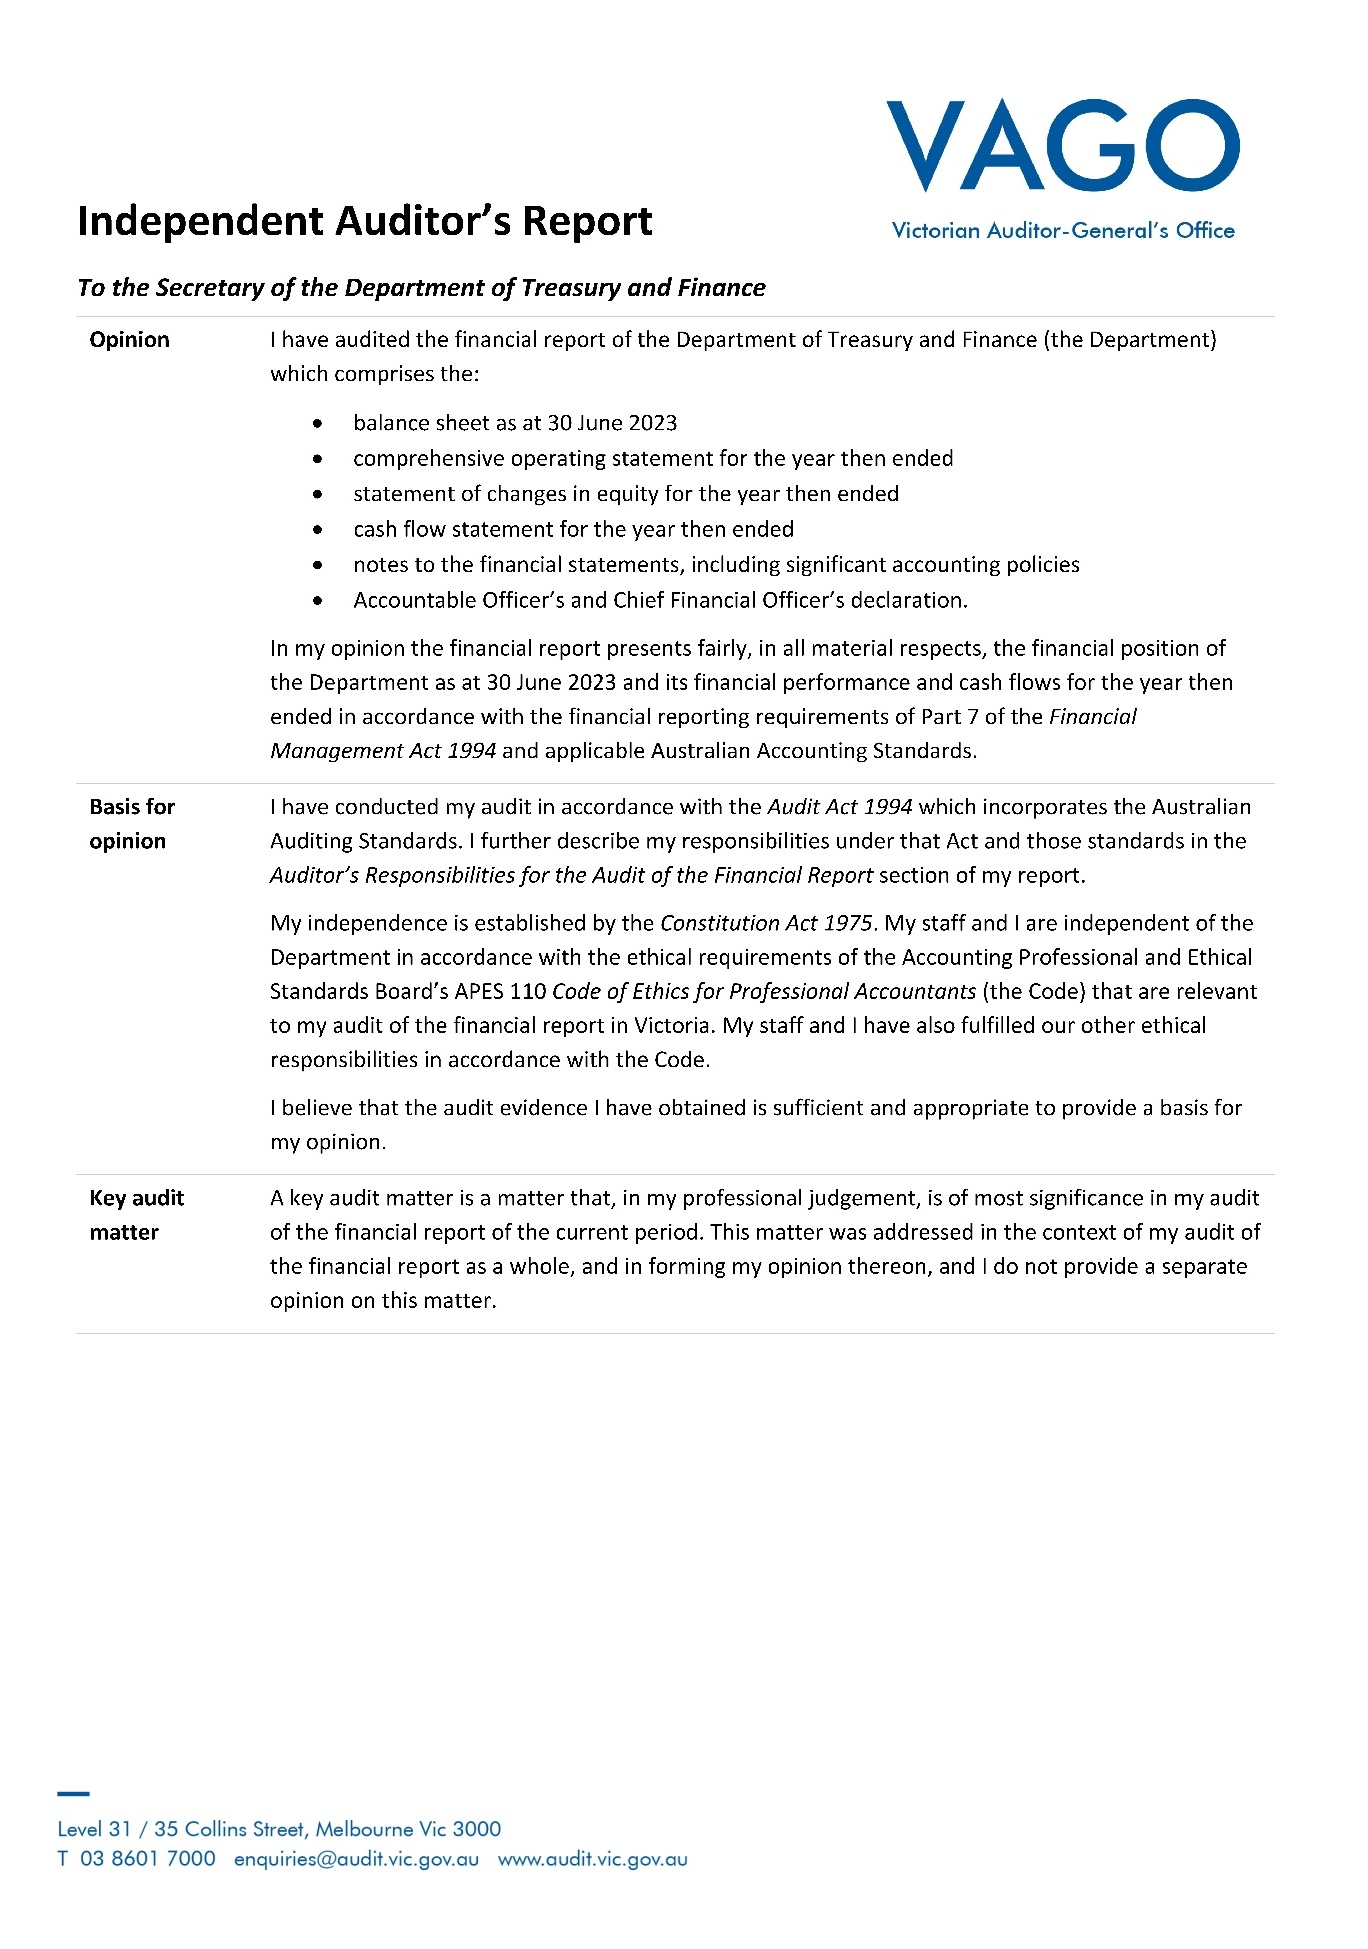 VAGO
Victorian Auditor-General’s Office
Independent Auditor’s Report
To the Secretary of the Department of Treasury and Finance
Opinion
I have audited the financial report of the Department of Treasury and Finance (the Department)
which comprises the:
• balance sheet as at 30 June 2023
• comprehensive operating statement for the year then ended
• statement of changes in equity for the year then ended
• cash flow statement for the year then ended
• notes to the financial statements, including significant accounting policies
• Accountable Officer’s and Chief Financial Officer’s declaration.
In my opinion the financial report presents fairly, in all material respects, the financial position of
the Department as at 30 June 2023 and its financial performance and cash flows for the year then
ended in accordance with the financial reporting requirements of Part 7 of the Financial
Management Act 1994 and applicable Australian Accounting Standards.
Basis for
opinion
I have conducted my audit in accordance with the Audit Act 1994 which incorporates the Australian
Auditing Standards. I further describe my responsibilities under that Act and those standards in the
Auditor’s Responsibilities for the Audit of the Financial Report section of my report.
My independence is established by the Constitution Act 1975. My staff and I are independent of the
Department in accordance with the ethical requirements of the Accounting Professional and Ethical
Standards Board’s APES 110 Code of Ethics for Professional Accountants (the Code) that are relevant
to my audit of the financial report in Victoria. My staff and I have also fulfilled our other ethical
responsibilities in accordance with the Code.
I believe that the audit evidence I have obtained is sufficient and appropriate to provide a basis for
my opinion.
Key audit
matter
A key audit matter is a matter that, in my professional judgement, is of most significance in my audit
of the financial report of the current period. This matter was addressed in the context of my audit of
the financial report as a whole, and in forming my opinion thereon, and I do not provide a separate
opinion on this matter.
Level 31 / 35 Collins Street, Melbourne Vic 3000
T 03 8601 7000 enquiries@audit.vic.gov.au www.audit.vic.gov.au